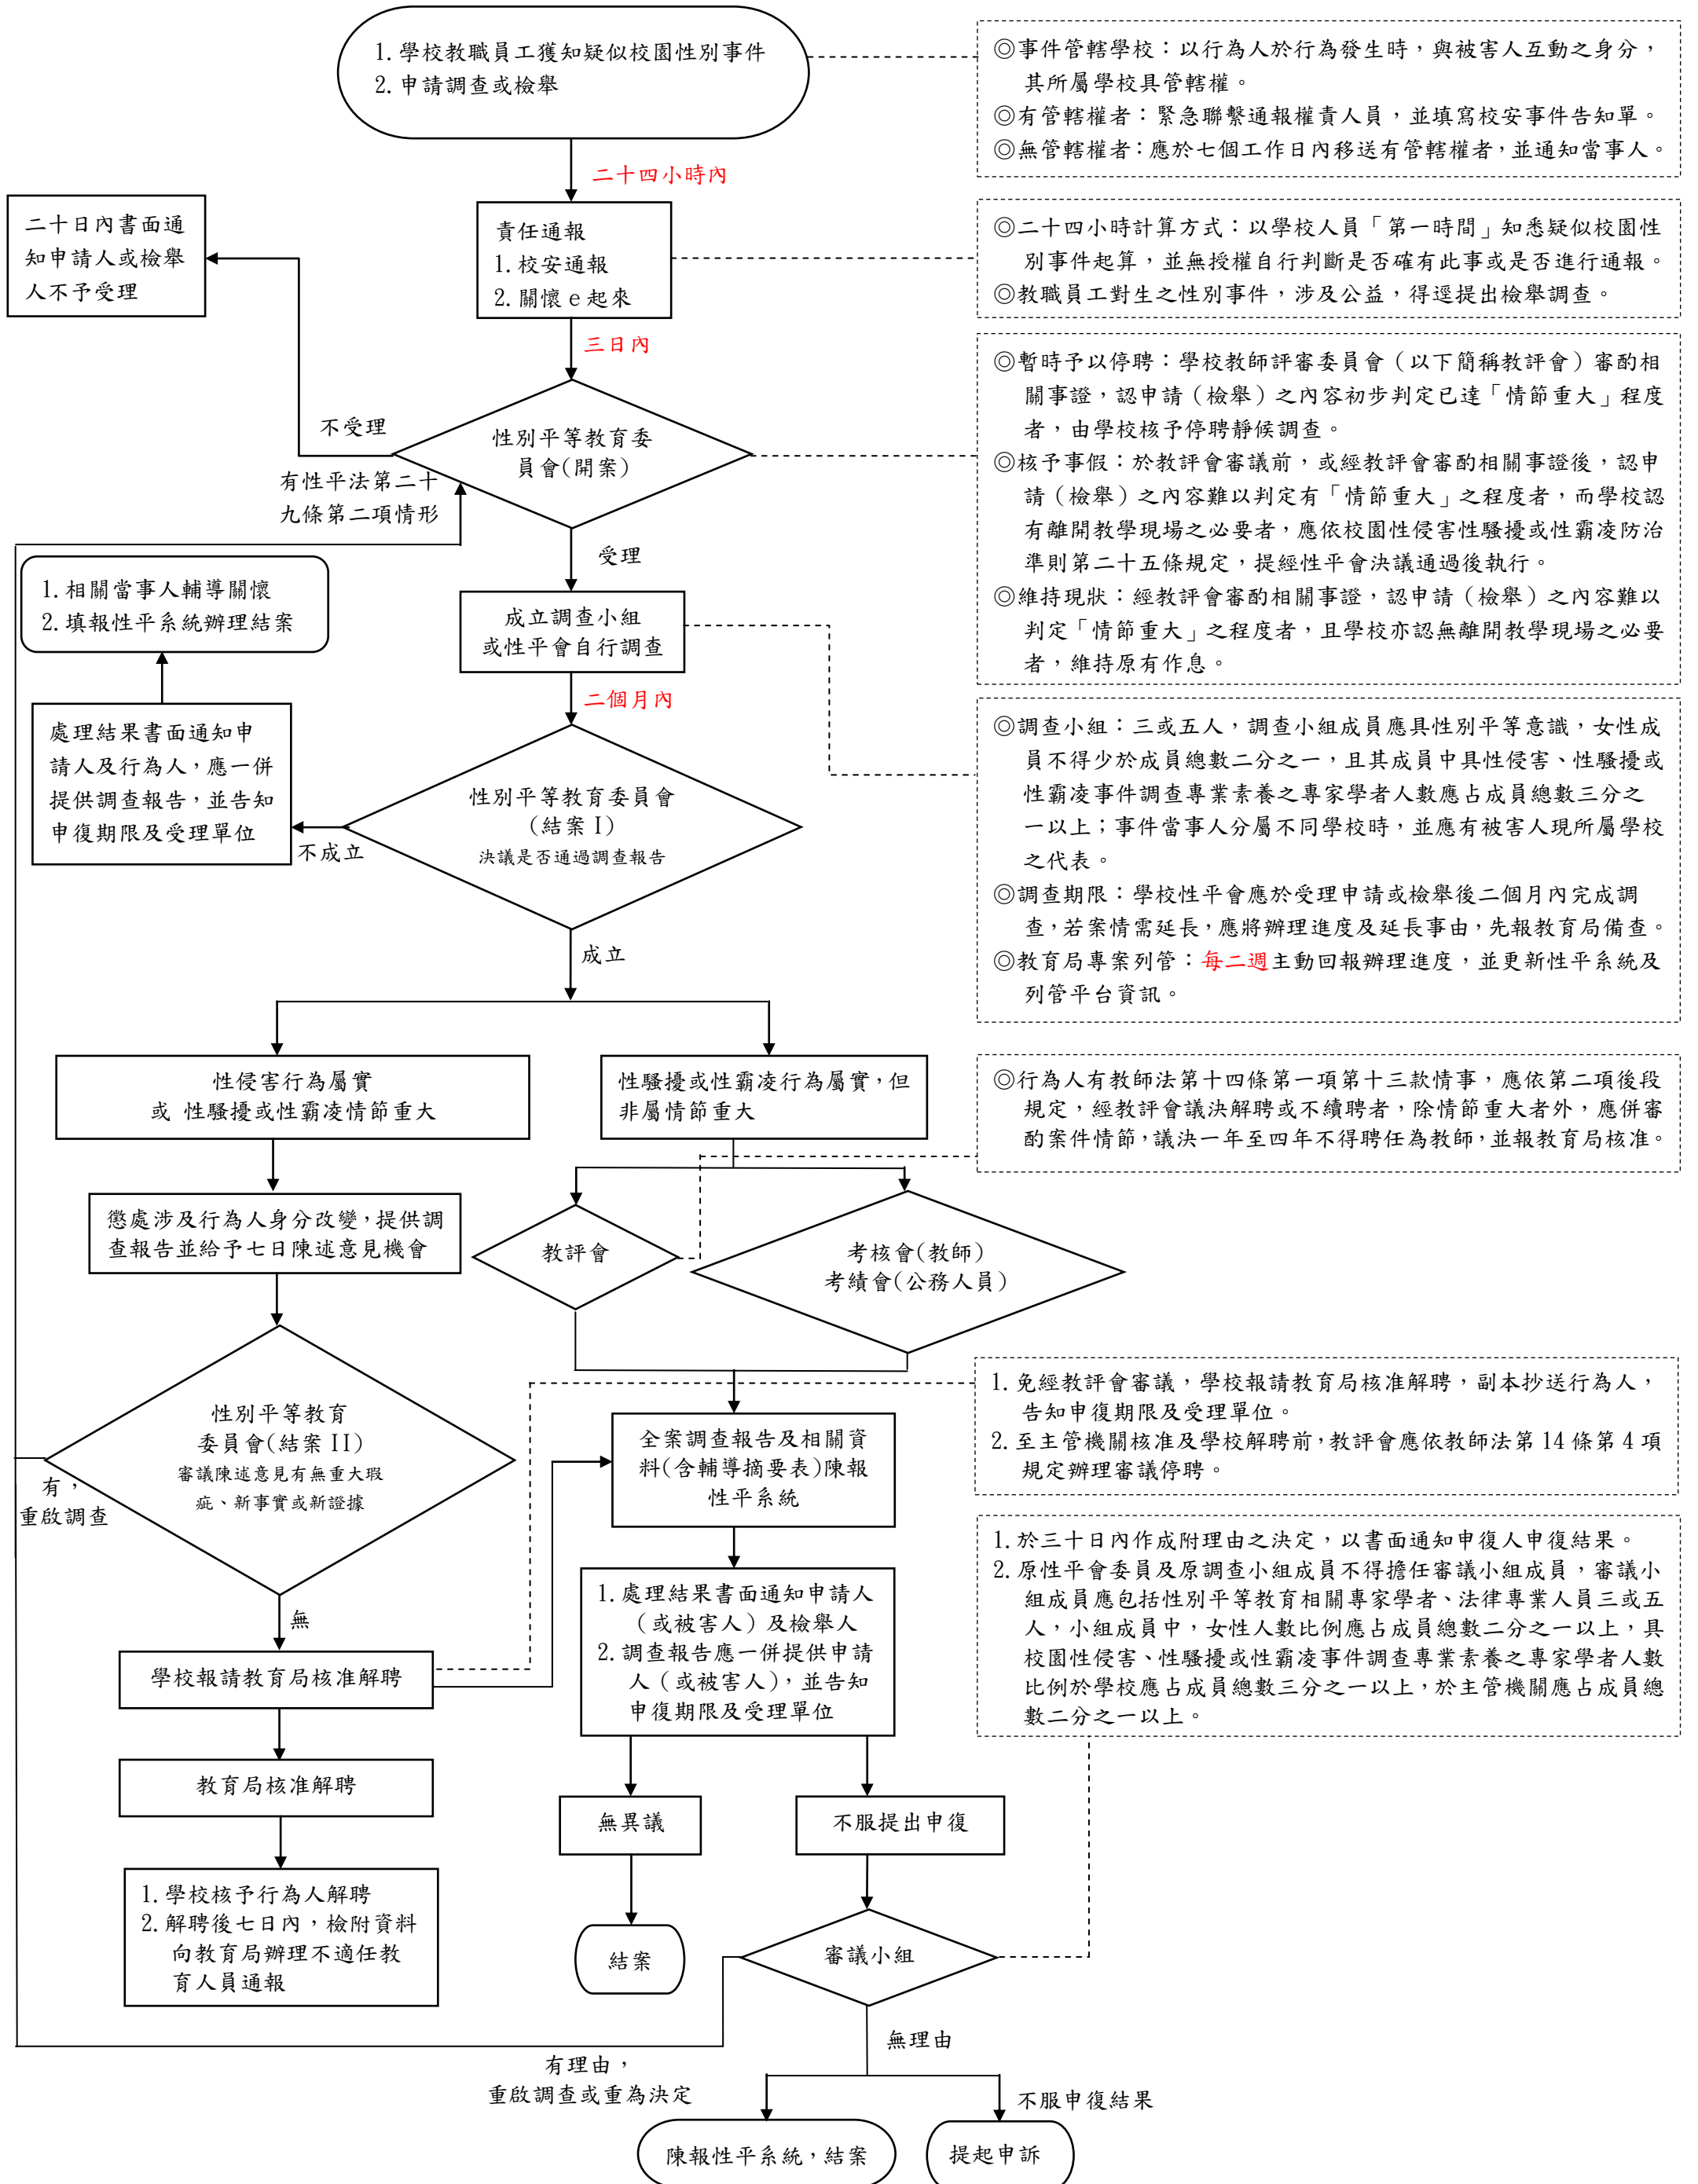 1.學校教職員工獲知疑似校園性別事件
2.申請調查或檢舉
◎事件管轄學校：以行為人於行為發生時，與被害人互動之身分，
其所屬學校具管轄權。
◎有管轄權者：緊急聯繫通報權責人員，並填寫校安事件告知單。
◎無管轄權者：應於七個工作日內移送有管轄權者，並通知當事人。
二十四小時內
二十日內書面通
知申請人或檢舉
人不予受理
責任通報
1.校安通報
2.關懷e起來
◎二十四小時計算方式：以學校人員「第一時間」知悉疑似校園性
別事件起算，並無授權自行判斷是否確有此事或是否進行通報。
◎教職員工對生之性別事件，涉及公益，得逕提出檢舉調查。
三日內
不受理
性別平等教育委
員會(開案)
有性平法第二十
九條第二項情形
受理
◎暫時予以停聘：學校教師評審委員會（以下簡稱教評會）審酌相
關事證，認申請（檢舉）之內容初步判定已達「情節重大」程度
者，由學校核予停聘靜候調查。
◎核予事假：於教評會審議前，或經教評會審酌相關事證後，認申
請（檢舉）之內容難以判定有「情節重大」之程度者，而學校認
有離開教學現場之必要者，應依校園性侵害性騷擾或性霸凌防治
準則第二十五條規定，提經性平會決議通過後執行。
◎維持現狀：經教評會審酌相關事證，認申請（檢舉）之內容難以
判定「情節重大」之程度者，且學校亦認無離開教學現場之必要
者，維持原有作息。
1.相關當事人輔導關懷
2.填報性平系統辦理結案
成立調查小組
或性平會自行調查
二個月內
處理結果書面通知申
請人及行為人，應一併
提供調查報告，並告知
申復期限及受理單位
不成立
性別平等教育委員會
(結案 I)
決議是否通過調查報告
成立
◎調查小組：三或五人，調查小組成員應具性別平等意識，女性成
員不得少於成員總數二分之一，且其成員中具性侵害、性騷擾或
性霸凌事件調查專業素養之專家學者人數應占成員總數三分之
一以上；事件當事人分屬不同學校時，並應有被害人現所屬學校
之代表。
◎調查期限：學校性平會應於受理申請或檢舉後二個月內完成調
查，若案情需延長，應將辦理進度及延長事由，先報教育局備查。
◎教育局專案列管：每二週主動回報辦理進度，並更新性平系統及
列管平台資訊。
性侵害行為屬實
或 性騷擾或性霸凌情節重大
性騷擾或性霸凌行為屬實，但
非屬情節重大
◎行為人有教師法第十四條第一項第十三款情事，應依第二項後段
規定，經教評會議決解聘或不續聘者，除情節重大者外，應併審
酌案件情節，議決一年至四年不得聘任為教師，並報教育局核准。
懲處涉及行為人身分改變，提供調
查報告並給予七日陳述意見機會
教評會
考核會(教師)
考績會(公務人員)
性別平等教育
委員會(結案 II)
審議陳述意見有無重大瑕
疵、新事實或新證據
有，
重啟調查
無
全案調查報告及相關資
料(含輔導摘要表)陳報
性平系統
1.免經教評會審議，學校報請教育局核准解聘，副本抄送行為人，
告知申復期限及受理單位。
2.至主管機關核准及學校解聘前，教評會應依教師法第14條第4項
規定辦理審議停聘。
學校報請教育局核准解聘
1.處理結果書面通知申請人
（或被害人）及檢舉人
2.調查報告應一併提供申請
人（或被害人），並告知
申復期限及受理單位
1.於三十日內作成附理由之決定，以書面通知申復人申復結果。
2.原性平會委員及原調查小組成員不得擔任審議小組成員，審議小
組成員應包括性別平等教育相關專家學者、法律專業人員三或五
人，小組成員中，女性人數比例應占成員總數二分之一以上，具
校園性侵害、性騷擾或性霸凌事件調查專業素養之專家學者人數
比例於學校應占成員總數三分之一以上，於主管機關應占成員總
數二分之一以上。
教育局核准解聘
無異議
不服提出申復
1.學校核予行為人解聘
2.解聘後七日內，檢附資料
向教育局辦理不適任教
育人員通報
結案
審議小組
有理由，
重啟調查或重為決定
無理由
不服申復結果
陳報性平系統，結案
提起申訴